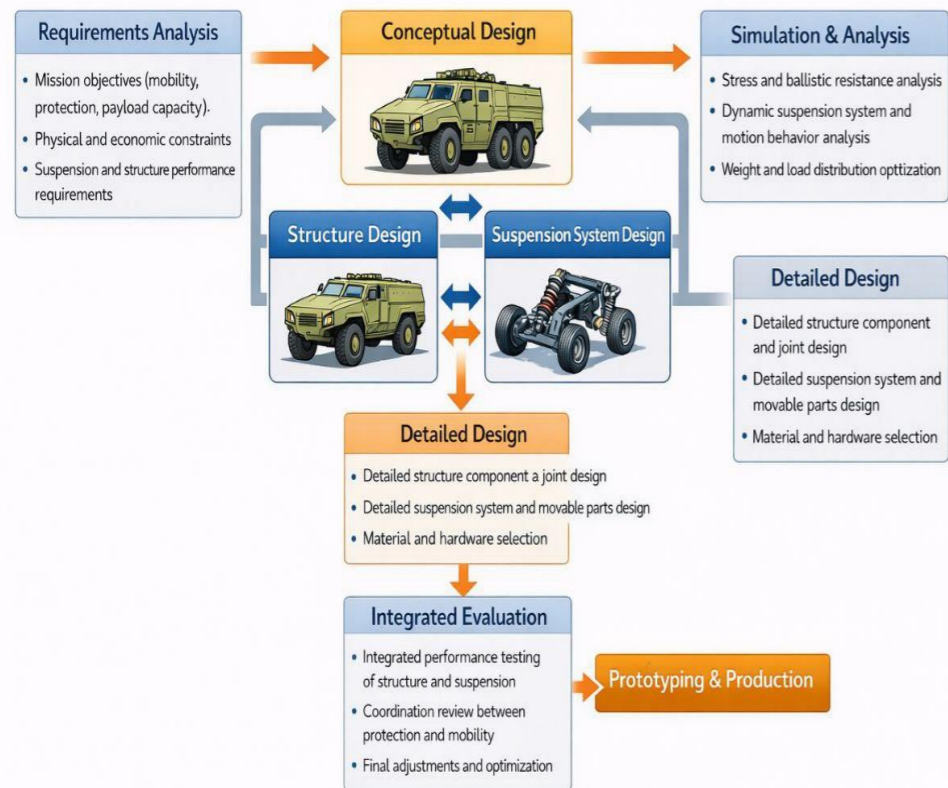 Requirements Analysis
• Mission objectives (mobility,
protection, payload capacity).
• Physical and economic constraints
• Suspension and structure performance
requirements
Conceptual Design
Simulation & Analysis
• Stress and ballistic resistance analysis
• Dynamic suspension system and
motion behavior analysis
• Weight and load distribution opttization
Structure Design
Suspension System Design
Detailed Design
• Detailed structure component
and joint design
• Detailed suspension system and
movable parts design
• Material and hardware selection
Detailed Design
• Detailed structure component a joint design
• Detailed suspension system and movable parts design
• Material and hardware selection
Integrated Evaluation
• Integrated performance testing
of structure and suspension
• Coordination review between
protection and mobility
• Final adjustments and optimization
Prototyping & Production